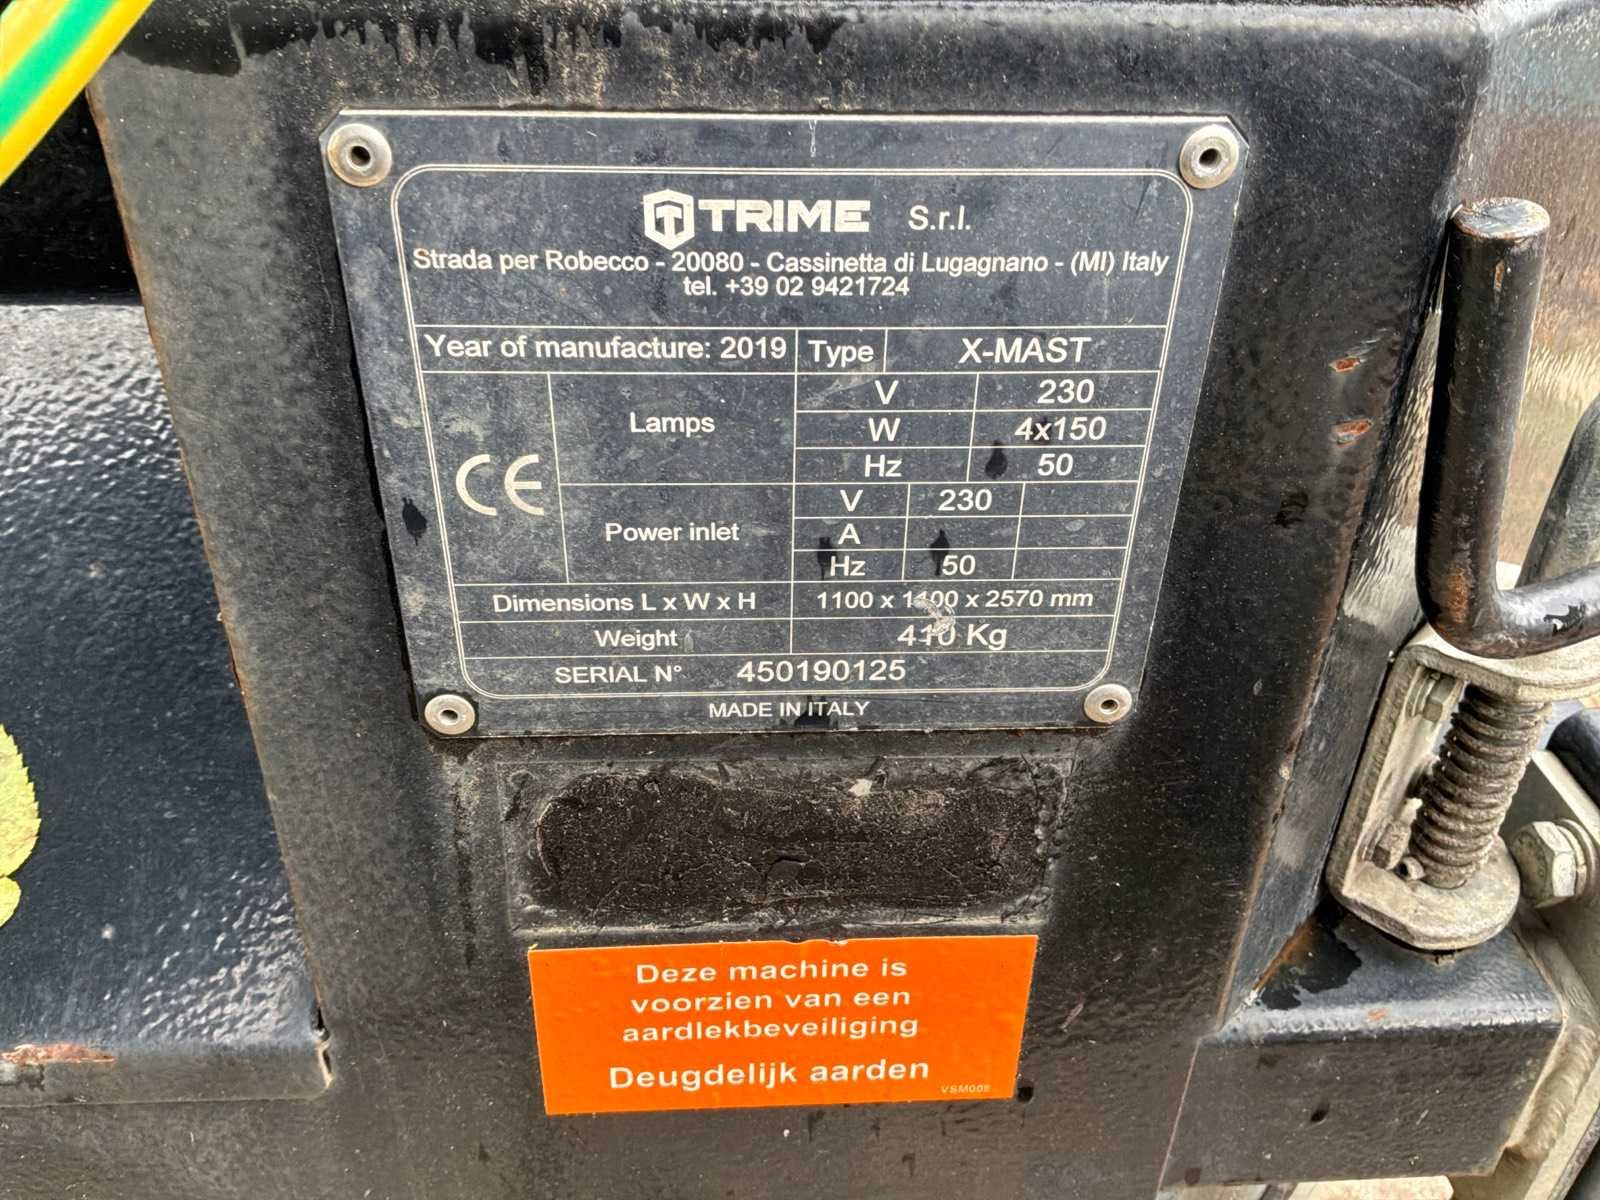 TRIME S.r.l.
Strada per Robecco - 20080 - Cassinetta di Lugagnano - (MI) Italy
tel. +39 02 9421724
Year of manufacture: 2019 Type X-MAST
CE
Lamps
V 230
W 4x150
Hz 50
Power inlet
V 230
A
Hz 50
Dimensions L x W x H 1100 x 1100 x 2570 mm
Weight 410 Kg
SERIAL N° 450190125
MADE IN ITALY
Deze machine is
voorzien van een
aardlekbeveiliging
Deugdelijk aarden
VSM006